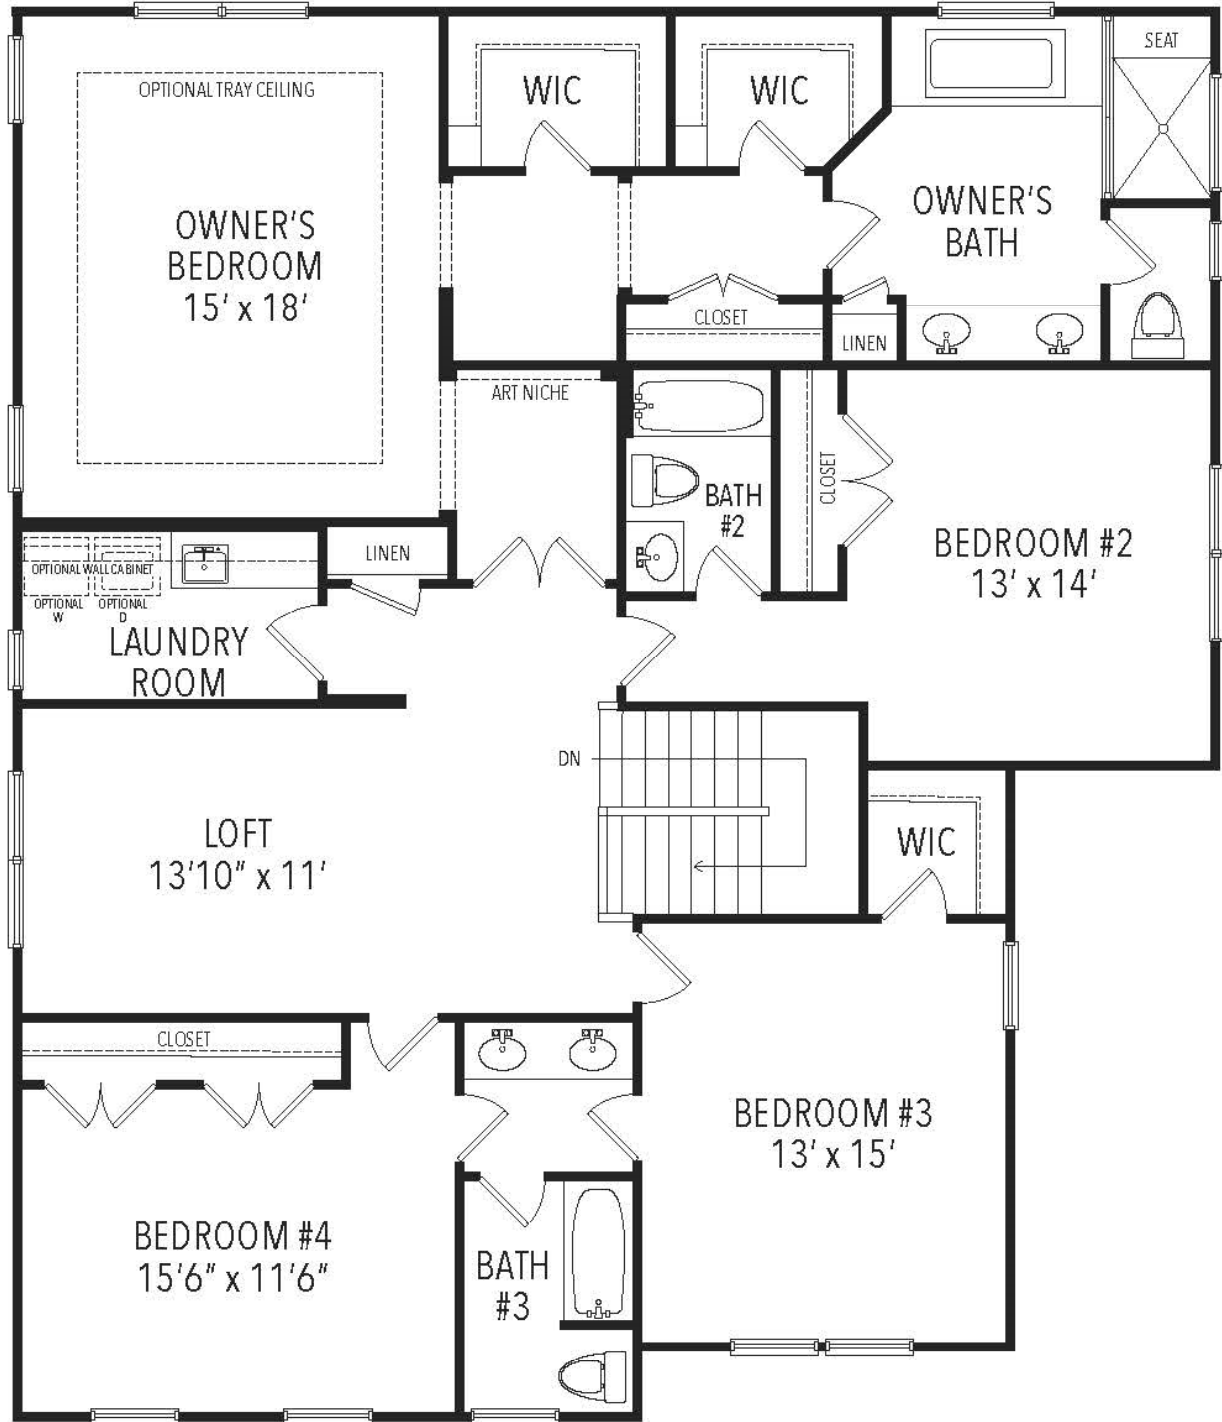 SEAT
OPTIONAL TRAY CEILING
WIC
WIC
OWNER'S
BEDROOM
15' x 18'
OWNER'S
BATH
CLOSET
LINEN
ART NICHE
CLOSET
BATH
#2
BEDROOM #2
13' x 14'
LINEN
OPTIONAL WALL CABINET
OPTIONAL
W
OPTIONAL
D
LAUNDRY
ROOM
DN
LOFT
13'10" x 11'
WIC
CLOSET
BEDROOM #3
13' x 15'
BEDROOM #4
15'6" x 11'6"
BATH
#3